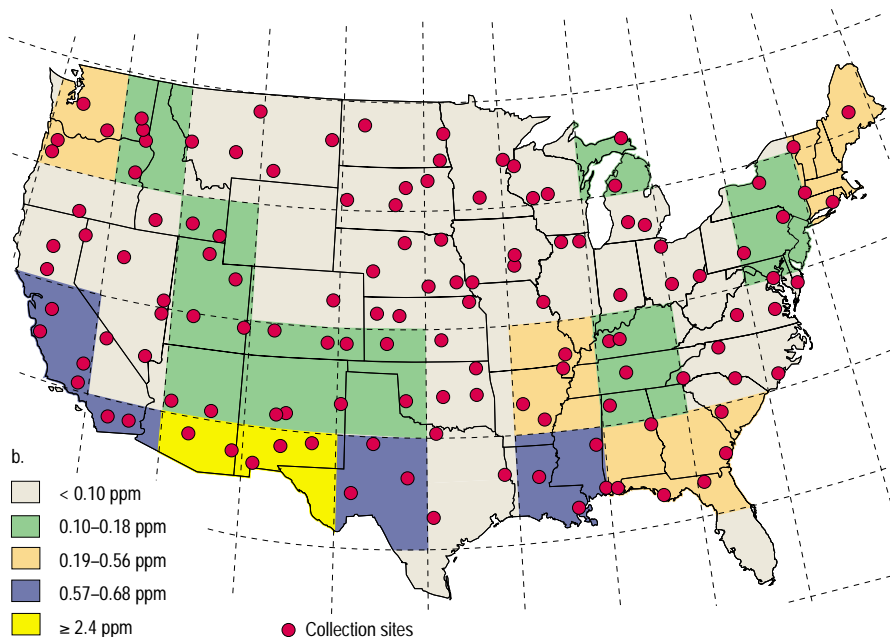 b.
< 0.10 ppm
0.10–0.18 ppm
0.19–0.56 ppm
0.57–0.68 ppm
≥ 2.4 ppm
Collection sites